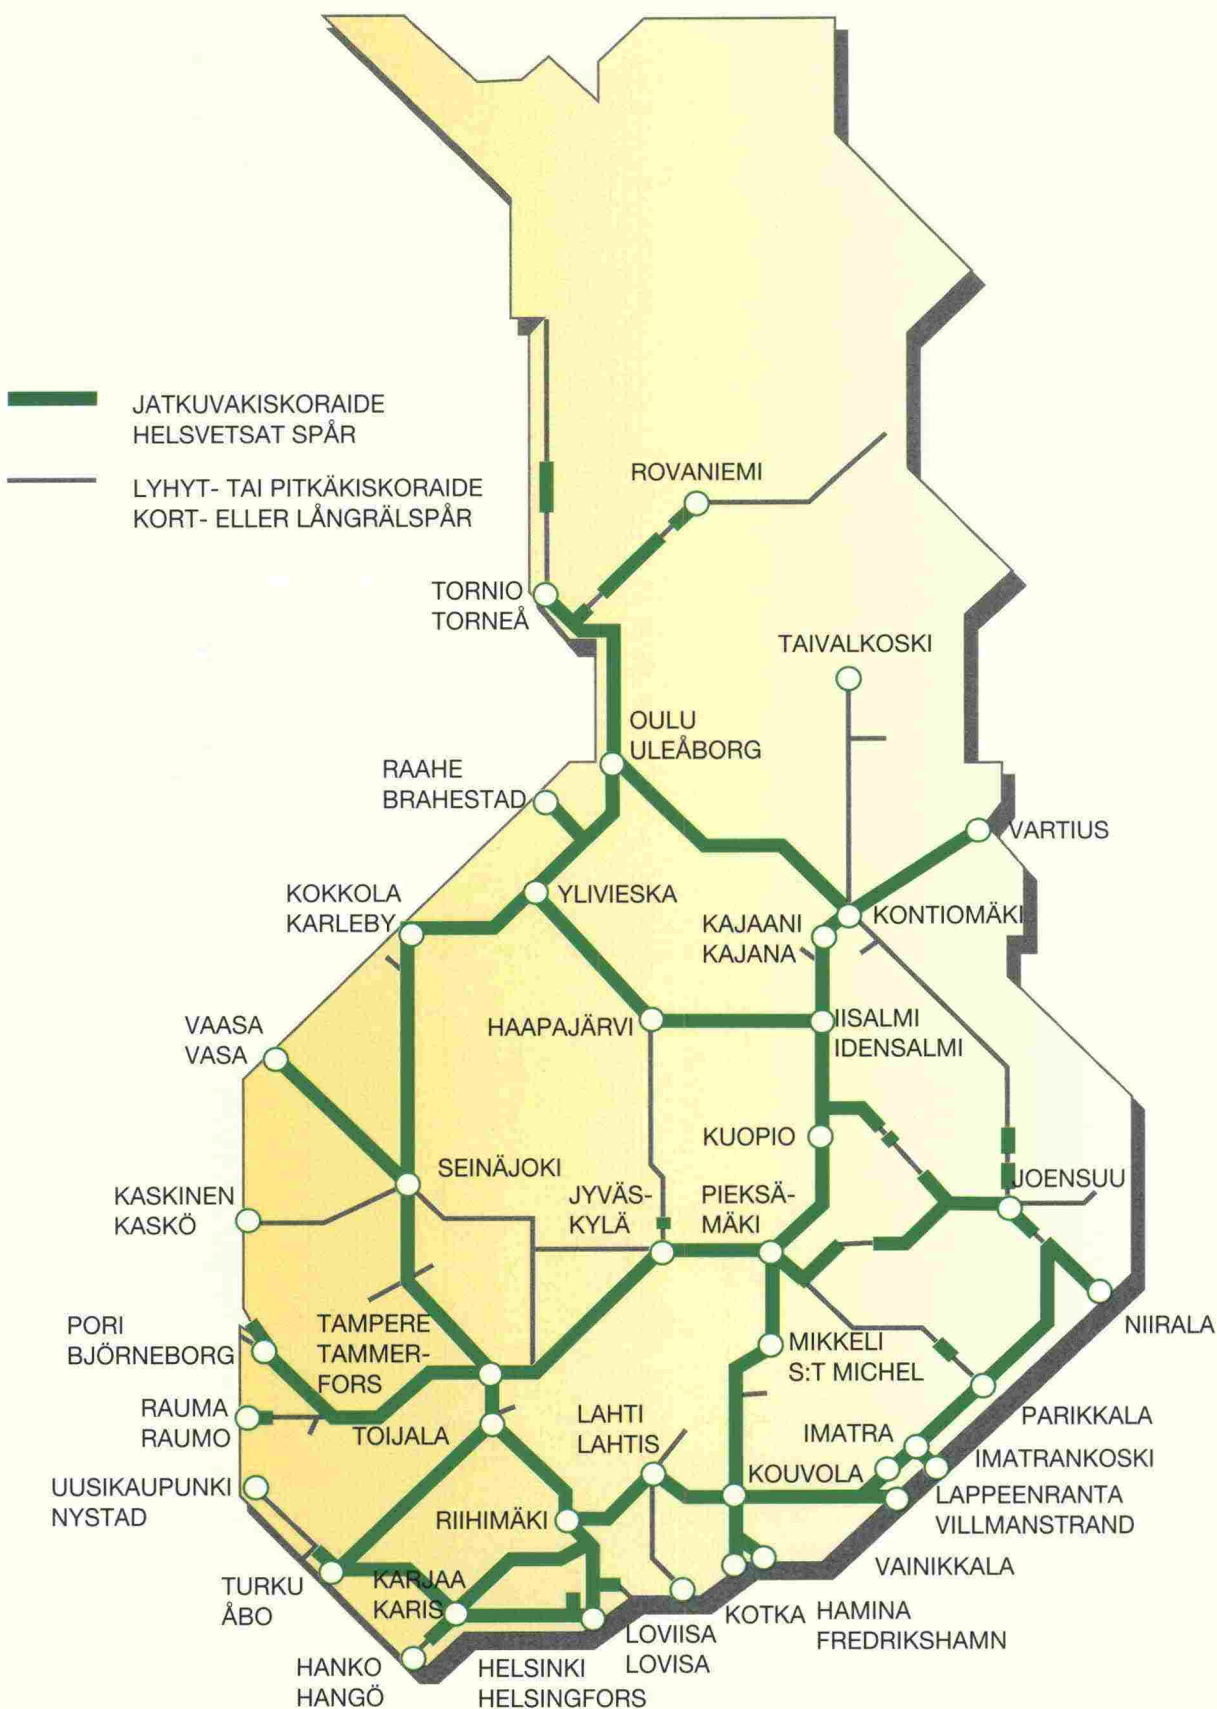 JATKUVAKISKORAIDE
HELSVETSAT SPÅR
LYHYT- TAI PITKÄKISKORAIDE
KORT- ELLER LÅNGRÄLSPÅR
ROVANIEMI
TORNIO
TORNEÅ
TAIVALKOSKI
OULU
ULEÅBORG
RAAHE
BRAHESTAD
VARTIUS
KOKKOLA
KARLEBY
YLIVIESKA
KAJAANI
KAJANA
KONTIOMÄKI
VAASA
VASA
HAAPAJÄRVI
IISALMI
IDENSALMI
KUOPIO
SEINÄJOKI
KASKINEN
KASKÖ
JYVÄS-
KYLÄ
PIEKSÄ-
MÄKI
JOENSUU
PORI
BJÖRNEBORG
TAMPERE
TAMMER-
FORS
MIKKELI
S:T MICHEL
NIIRALA
RAUMA
RAUMO
TOIJALA
LAHTI
LAHTIS
IMATRA
PARIKKALA
IMATRANKOSKI
UUSIKAUPUNKI
NYSTAD
RIIHIMÄKI
KOUVOLA
LAPPEENRANTA
VILLMANSTRAND
VAINIKKALA
TURKU
ÅBO
KARJAA
KARIS
KOTKA
HAMINA
FREDRIKSHAMN
LOVIISA
LOVISA
HANKO
HANGÖ
HELSINKI
HELSINGFORS